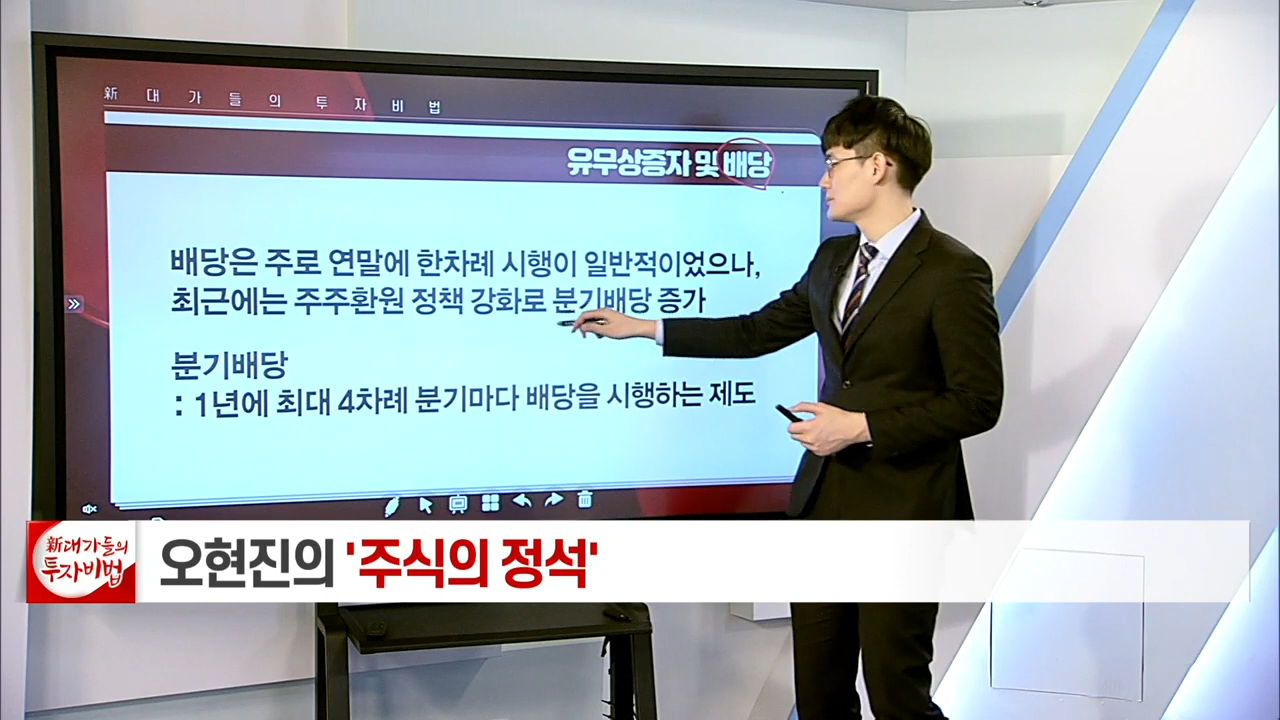 新 대 가 들 의 투 자 비 법
유무상증자 및 배당
배당은 주로 연말에 한차례 시행이 일반적이었으나,
최근에는 주주환원 정책 강화로 분기배당 증가
분기배당
: 1년에 최대 4차례 분기마다 배당을 시행하는 제도
新대가들의
투자비법
오현진의 '주식의 정석'